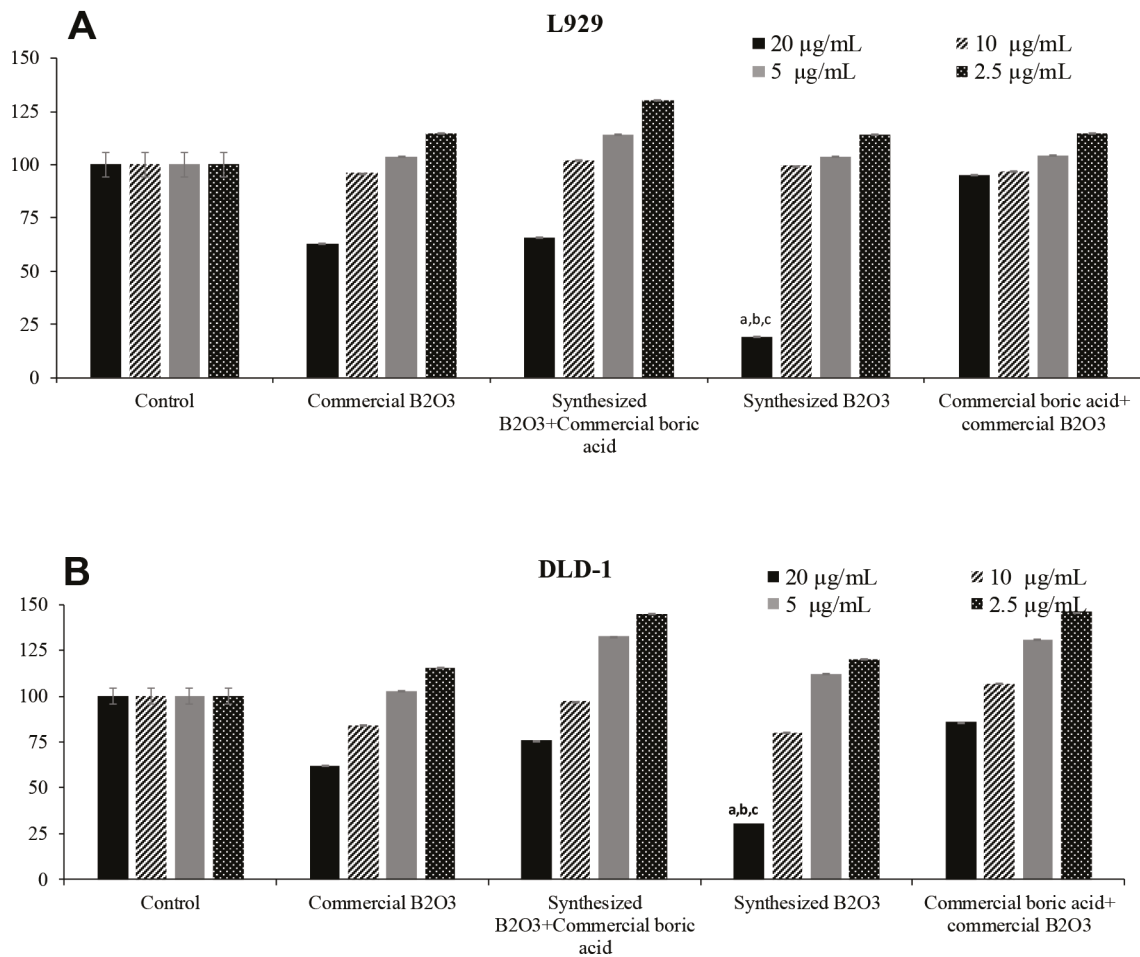 A
L929
20 µg/mL
10 µg/mL
5 µg/mL
2.5 µg/mL
150
125
100
75
50
25
0
a,b,c
Control
Commercial B2O3
Synthesized
B2O3+Commercial boric
acid
Synthesized B2O3
Commercial boric acid+
commercial B2O3
B
DLD-1
20 µg/mL
10 µg/mL
5 µg/mL
2.5 µg/mL
150
125
100
75
50
25
0
a,b,c
Control
Commercial B2O3
Synthesized
B2O3+Commercial boric
acid
Synthesized B2O3
Commercial boric acid+
commercial B2O3